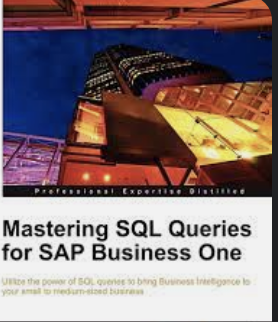 Professional Expertise Distilled
Mastering SQL Queries
for SAP Business One
Utilize the power of SQL queries to bring Business Intelligence to
your small to medium-sized business